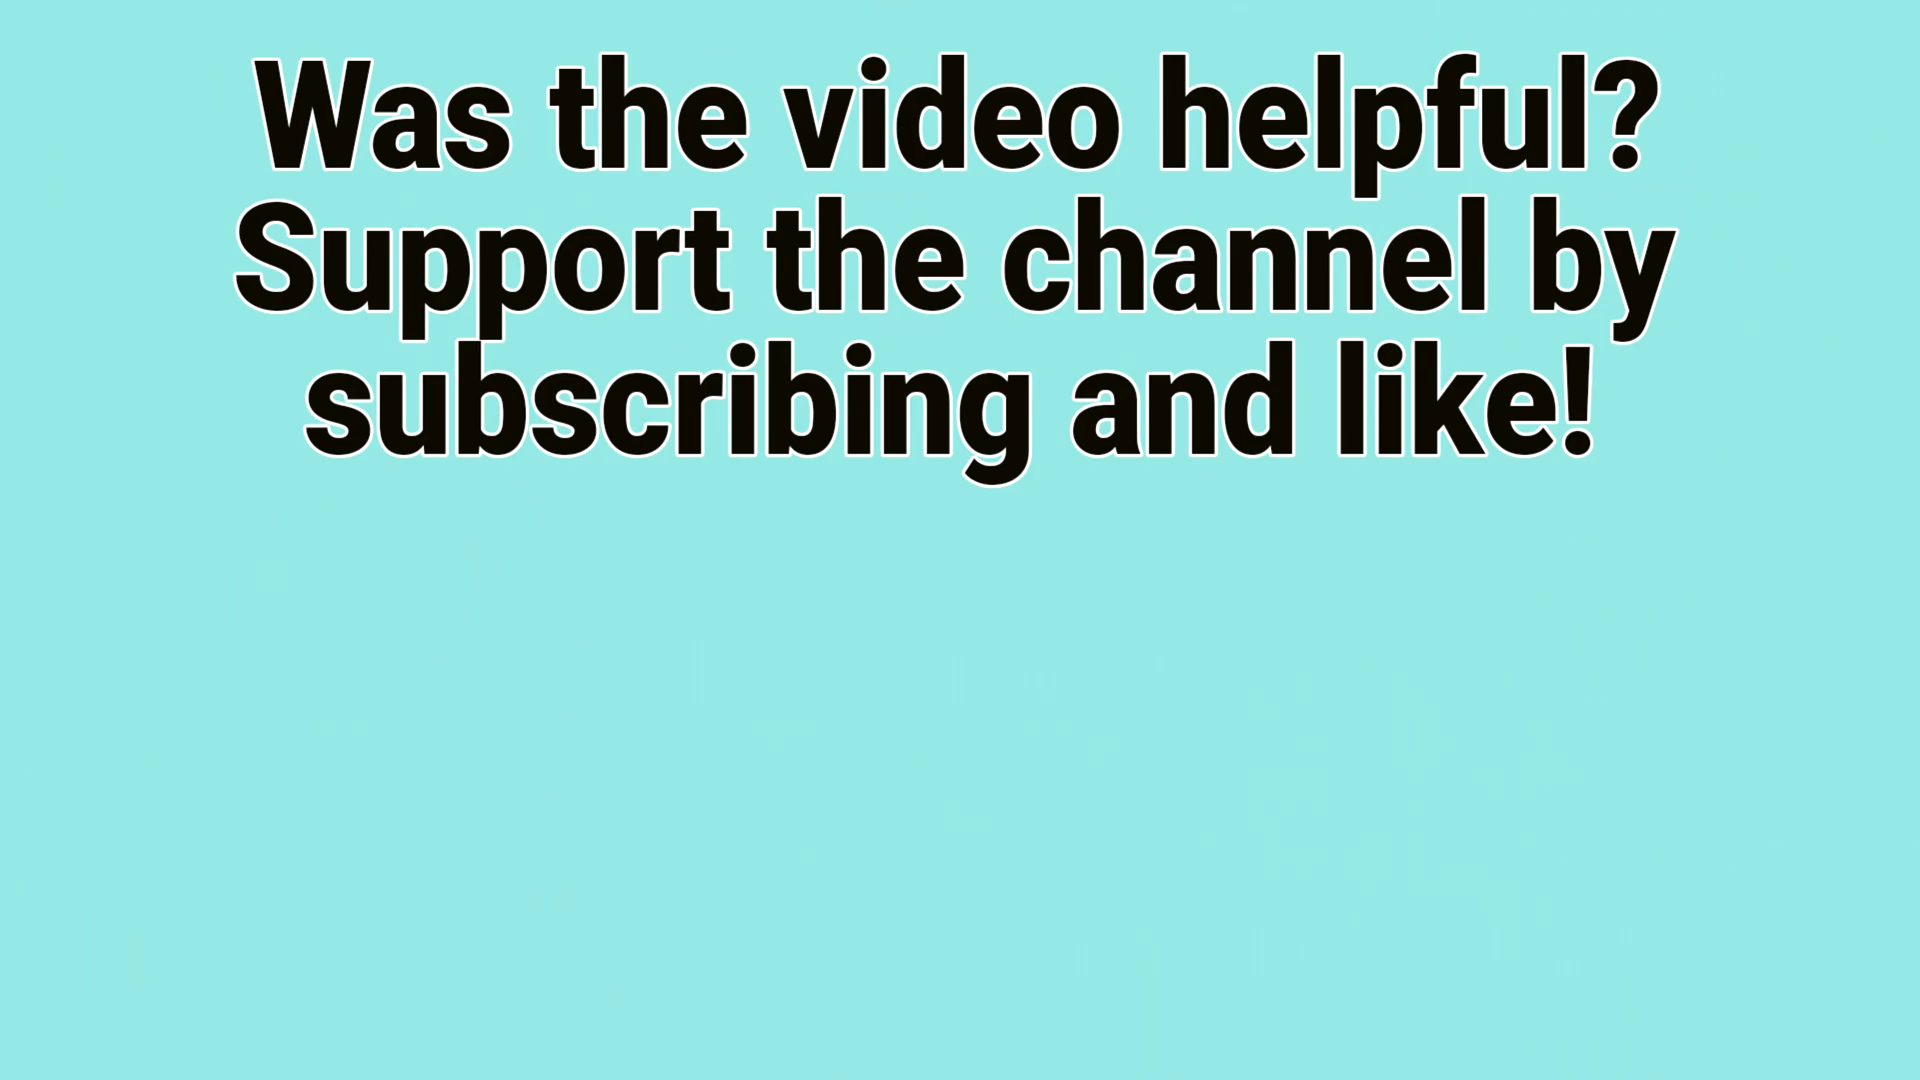 Was the video helpful?
Support the channel by
subscribing and like!